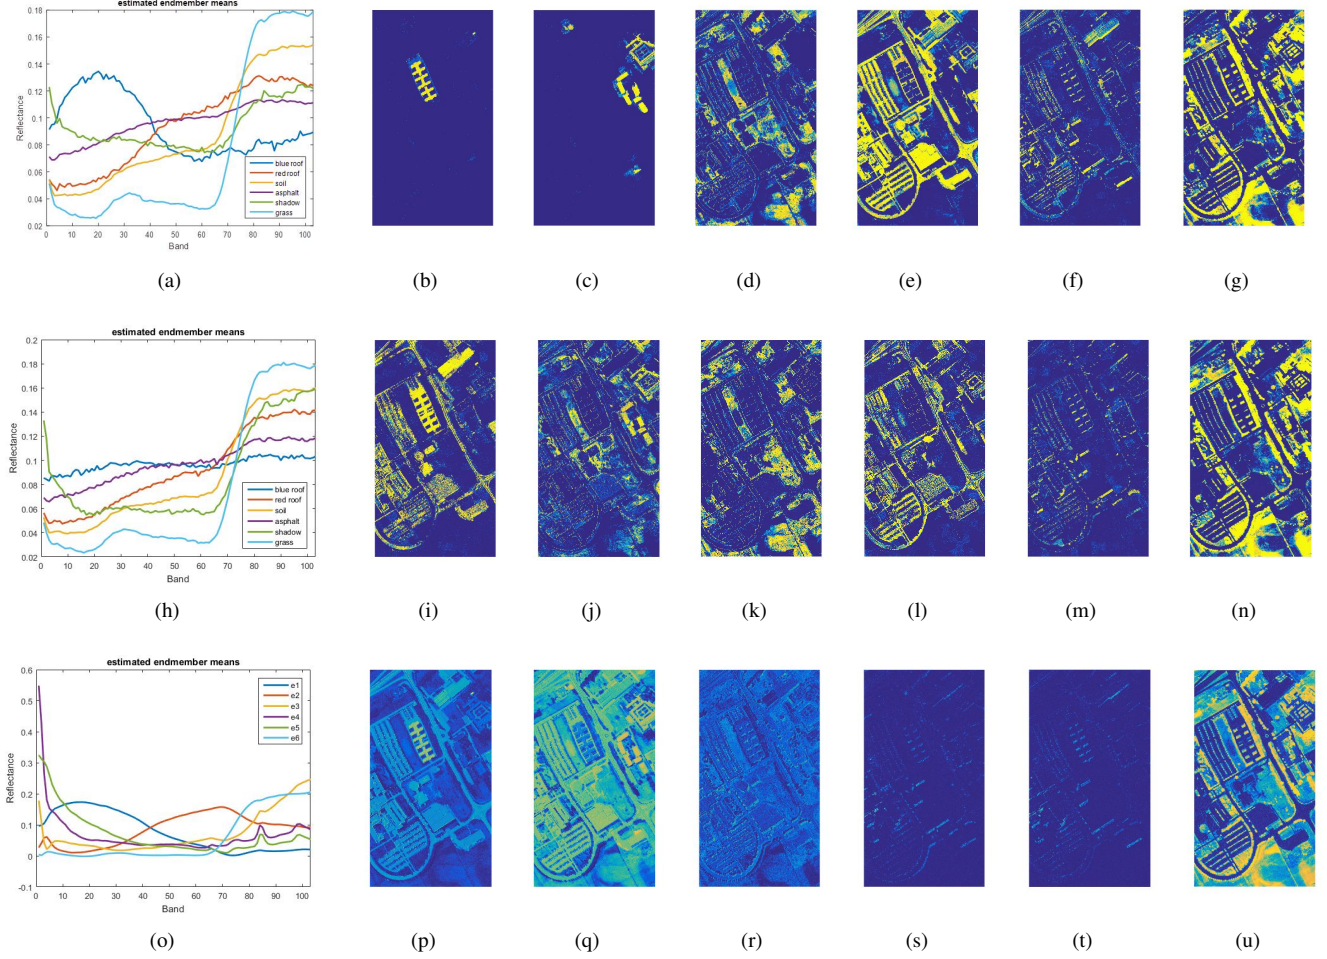 estimated endmember means
0.18
0.16
0.14
0.12
0.1
0.08
0.06
0.04
0.02
Reflectance
blue roof
red roof
soil
asphalt
shadow
grass
0 10 20 30 40 50 60 70 80 90 100
Band
(a) (b) (c) (d) (e) (f) (g)
estimated endmember means
0.2
0.18
0.16
0.14
0.12
0.1
0.08
0.06
0.04
0.02
Reflectance
blue roof
red roof
soil
asphalt
shadow
grass
0 10 20 30 40 50 60 70 80 90 100
Band
(h) (i) (j) (k) (l) (m) (n)
estimated endmember means
0.6
0.5
0.4
0.3
0.2
0.1
0
-0.1
Reflectance
e1
e2
e3
e4
e5
e6
10 20 30 40 50 60 70 80 90 100
Band
(o) (p) (q) (r) (s) (t) (u)